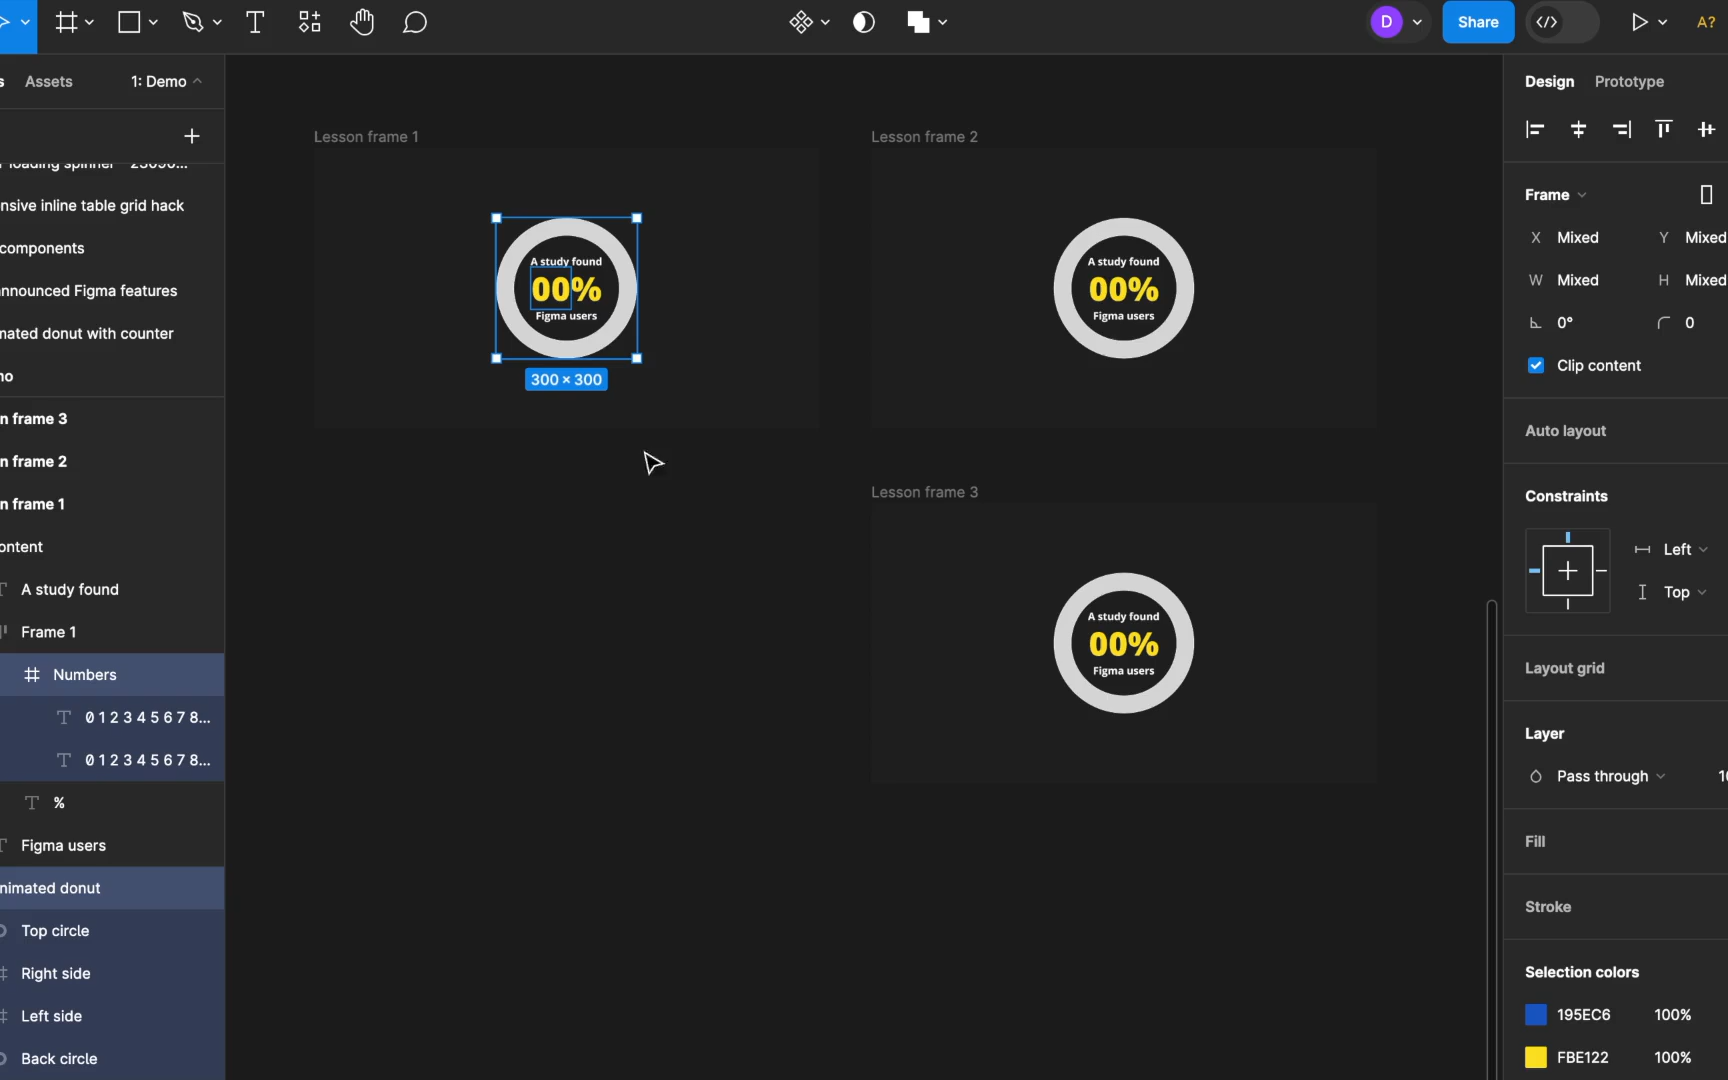 D
Share
A?
s
Assets
1: Demo
nsive inline table grid hack
components
announced Figma features
mated donut with counter
no
n frame 3
n frame 2
n frame 1
ontent
A study found
Frame 1
Numbers
0 1 2 3 4 5 6 7 8...
0 1 2 3 4 5 6 7 8...
%
Figma users
nimated donut
Top circle
Right side
Left side
Back circle
Lesson frame 1
A study found
00%
Figma users
300 × 300
Lesson frame 2
A study found
00%
Figma users
Lesson frame 3
A study found
00%
Figma users
Design
Prototype
Frame
X Mixed Y Mixed
W Mixed H Mixed
0° 0
Clip content
Auto layout
Constraints
Left
Top
Layout grid
Layer
Pass through
Fill
Stroke
Selection colors
195EC6 100%
FBE122 100%